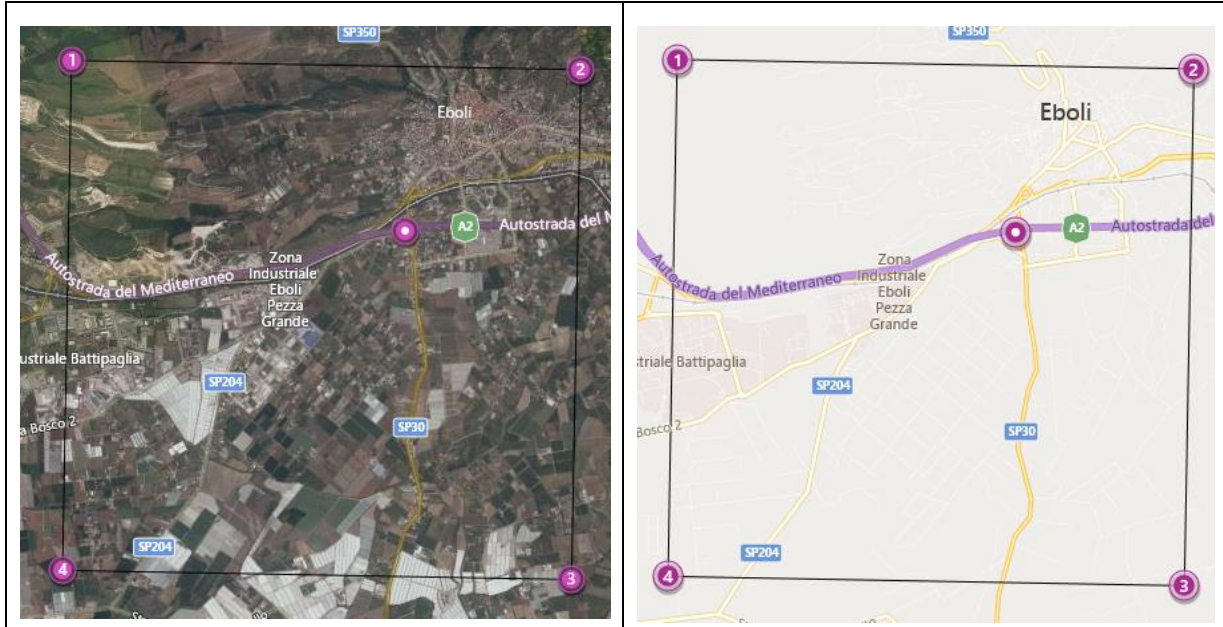 SP350
1
2
Eboli
A2
Autostrada del M
Autostrada del Mediterraneo
Zona
Industriale
Eboli
Pezza
Grande
ustriale Battipaglia
SP204
a Bosco 2
SP30
SP204
4
3
SP350
1
2
Eboli
A2
Autostrada del
Autostrada del Mediterraneo
Zona
Industriale
Eboli
Pezza
Grande
striale Battipaglia
SP204
Bosco 2
SP30
SP204
4
3